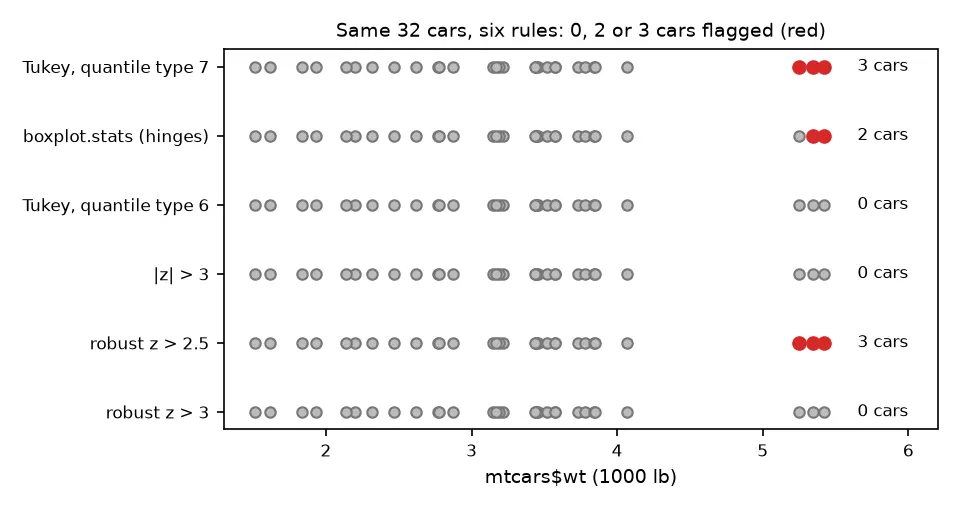 Same 32 cars, six rules: 0, 2 or 3 cars flagged (red)
Tukey, quantile type 7
3 cars
boxplot.stats (hinges)
2 cars
Tukey, quantile type 6
0 cars
|z| > 3
0 cars
robust z > 2.5
3 cars
robust z > 3
0 cars
2 3 4 5 6
mtcars$wt (1000 lb)